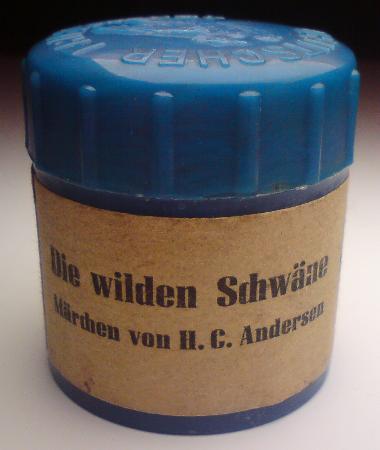 Die wilden Schwäne
Märchen von H. C. Andersen